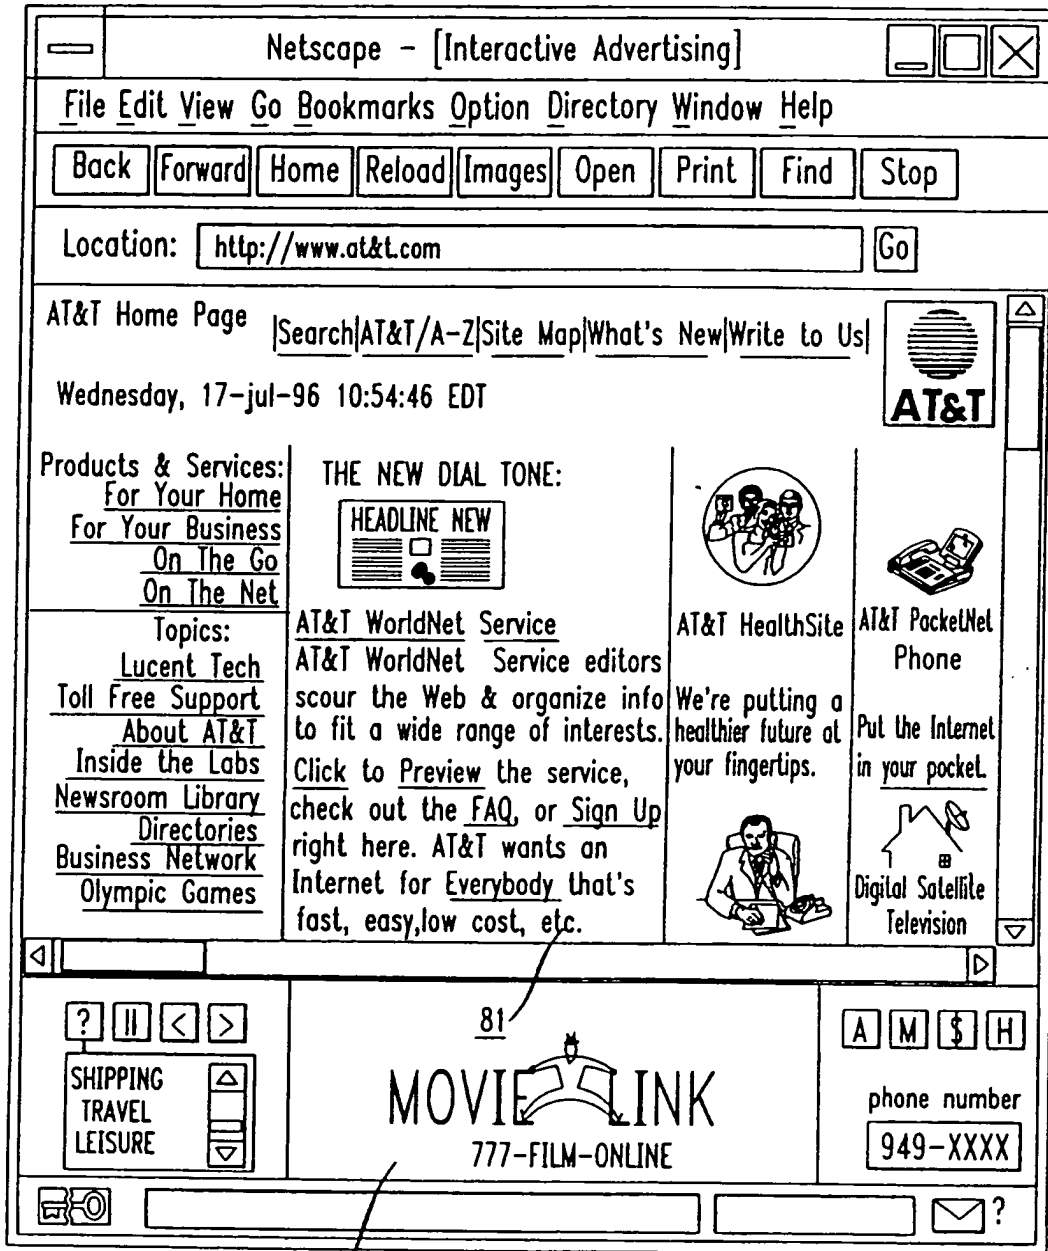 Netscape - [Interactive Advertising]
File Edit View Go Bookmarks Option Directory Window Help
Back Forward Home Reload Images Open Print Find Stop
Location: http://www.at&t.com Go
AT&T Home Page |Search|AT&T/A-Z|Site Map|What's New|Write to Us|
AT&T
Wednesday, 17-jul-96 10:54:46 EDT
Products & Services:
For Your Home
For Your Business
On The Go
On The Net
Topics:
Lucent Tech
Toll Free Support
About AT&T
Inside the Labs
Newsroom Library
Directories
Business Network
Olympic Games
THE NEW DIAL TONE:
HEADLINE NEW
AT&T WorldNet Service
AT&T WorldNet Service editors
scour the Web & organize info
to fit a wide range of interests.
Click to Preview the service,
check out the FAQ, or Sign Up
right here. AT&T wants an
Internet for Everybody that's
fast, easy,low cost, etc.
AT&T HealthSite
We're putting a
healthier future at
your fingertips.
AT&T PocketNet
Phone
Put the Internet
in your pocket.
Digital Satellite
Television
? || < >
SHIPPING
TRAVEL
LEISURE
81
MOVIE LINK
777-FILM-ONLINE
A M $ H
phone number
949-XXXX
?